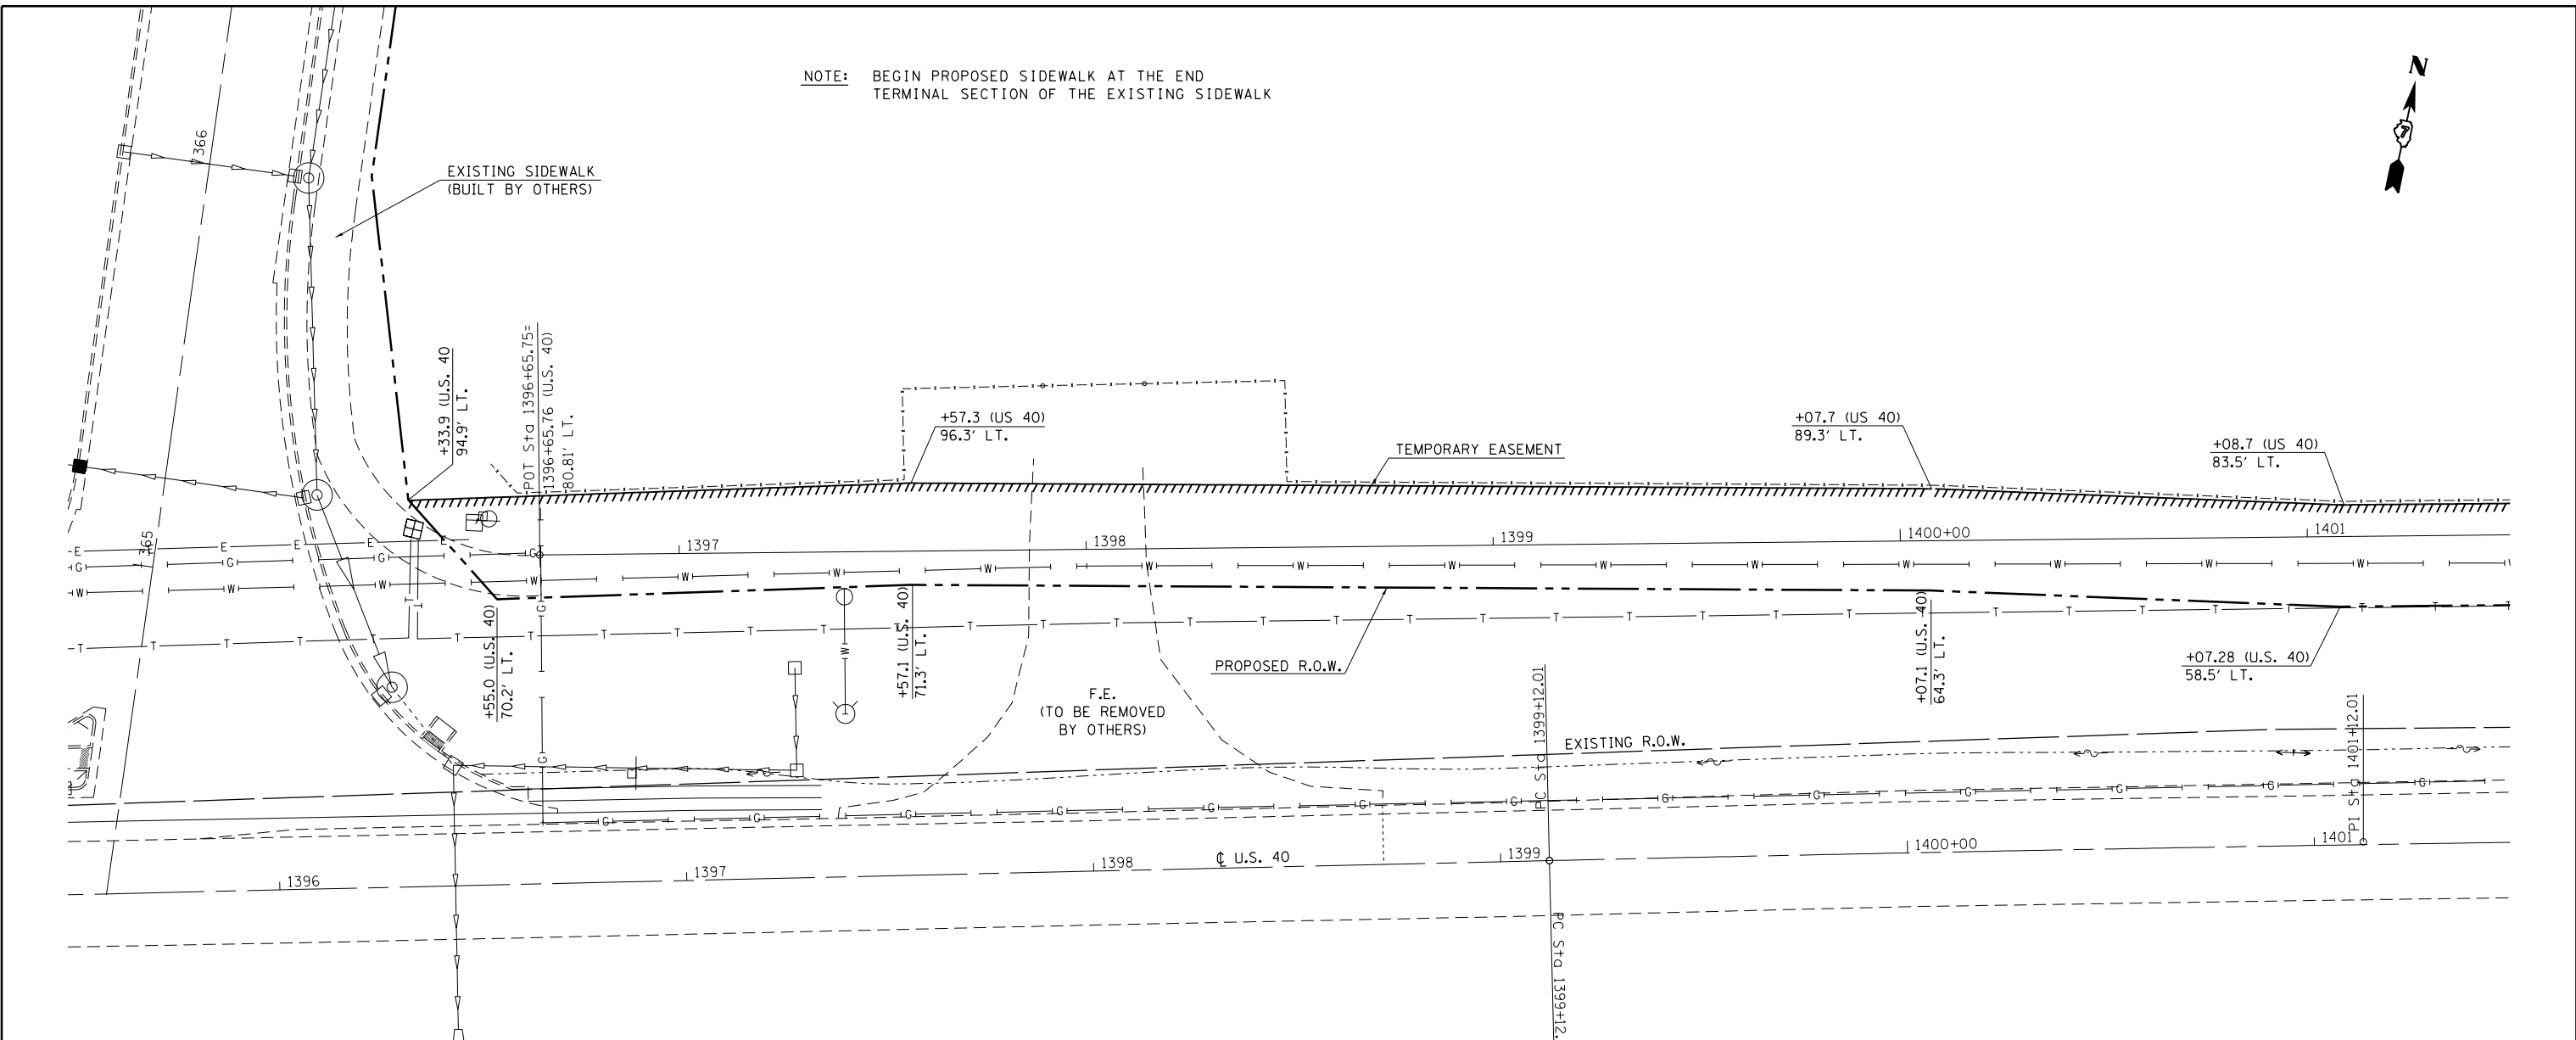 NOTE: BEGIN PROPOSED SIDEWALK AT THE END
TERMINAL SECTION OF THE EXISTING SIDEWALK
N
7
366
EXISTING SIDEWALK
(BUILT BY OTHERS)
+33.9 (U.S. 40
94.9' LT.
POT Sta 1396+65.75=
1396+65.76 (U.S. 40)
80.81' LT.
+57.3 (US 40)
96.3' LT.
TEMPORARY EASEMENT
+07.7 (US 40)
89.3' LT.
+08.7 (US 40)
83.5' LT.
365
1397
1398
1399
1400+00
1401
E E E E E
G G G G
W W W W W W W W W W W W W W W W
T T T T T T T T T T T T T T T T T T T T T T T T T T T T T T T T
+55.0 (U.S. 40)
70.2' LT.
W
+57.1 (U.S. 40)
71.3' LT.
PROPOSED R.O.W.
+07.1 (U.S. 40)
64.3' LT.
+07.28 (U.S. 40)
58.5' LT.
F.E.
(TO BE REMOVED
BY OTHERS)
PC Sta 1399+12.01
EXISTING R.O.W.
PI Sta 1401+12.01
G G G G G G G G G G G G G
1396
1397
1398
℄ U.S. 40
1399
1400+00
1401
PC Sta 1399+12.